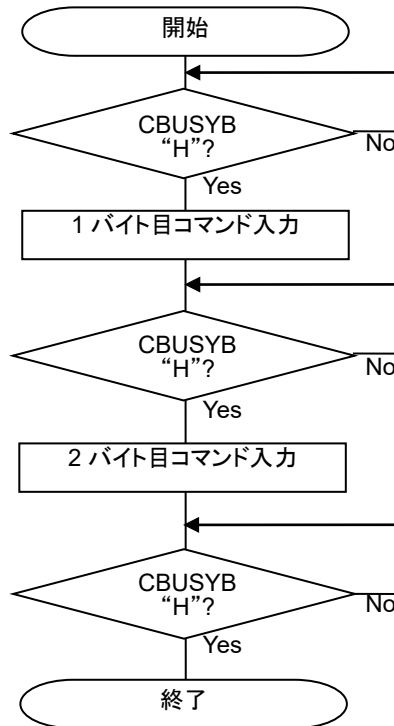 開始
CBUSYB
“H”?
No
Yes
1 バイト目コマンド入力
CBUSYB
“H”?
No
Yes
2 バイト目コマンド入力
CBUSYB
“H”?
No
Yes
終了